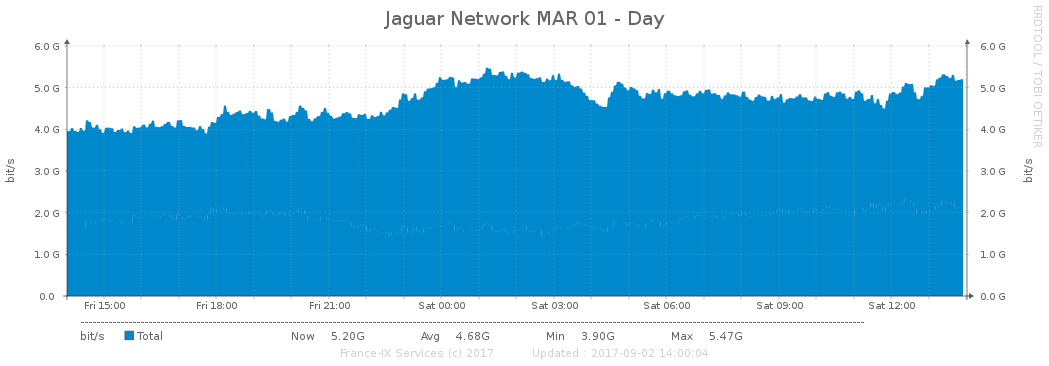 Jaguar Network MAR 01 - Day
RRDTOOL / TOBI OETIKER
6.0 G 6.0 G
5.0 G 5.0 G
4.0 G 4.0 G
3.0 G 3.0 G
2.0 G 2.0 G
1.0 G 1.0 G
0.0 0.0 G
bit/s bit/s
Fri 15:00 Fri 18:00 Fri 21:00 Sat 00:00 Sat 03:00 Sat 06:00 Sat 09:00 Sat 12:00
bit/s Total Now 5.20G Avg 4.68G Min 3.90G Max 5.47G
France-IX Services (c) 2017 Updated : 2017-09-02 14:00:04